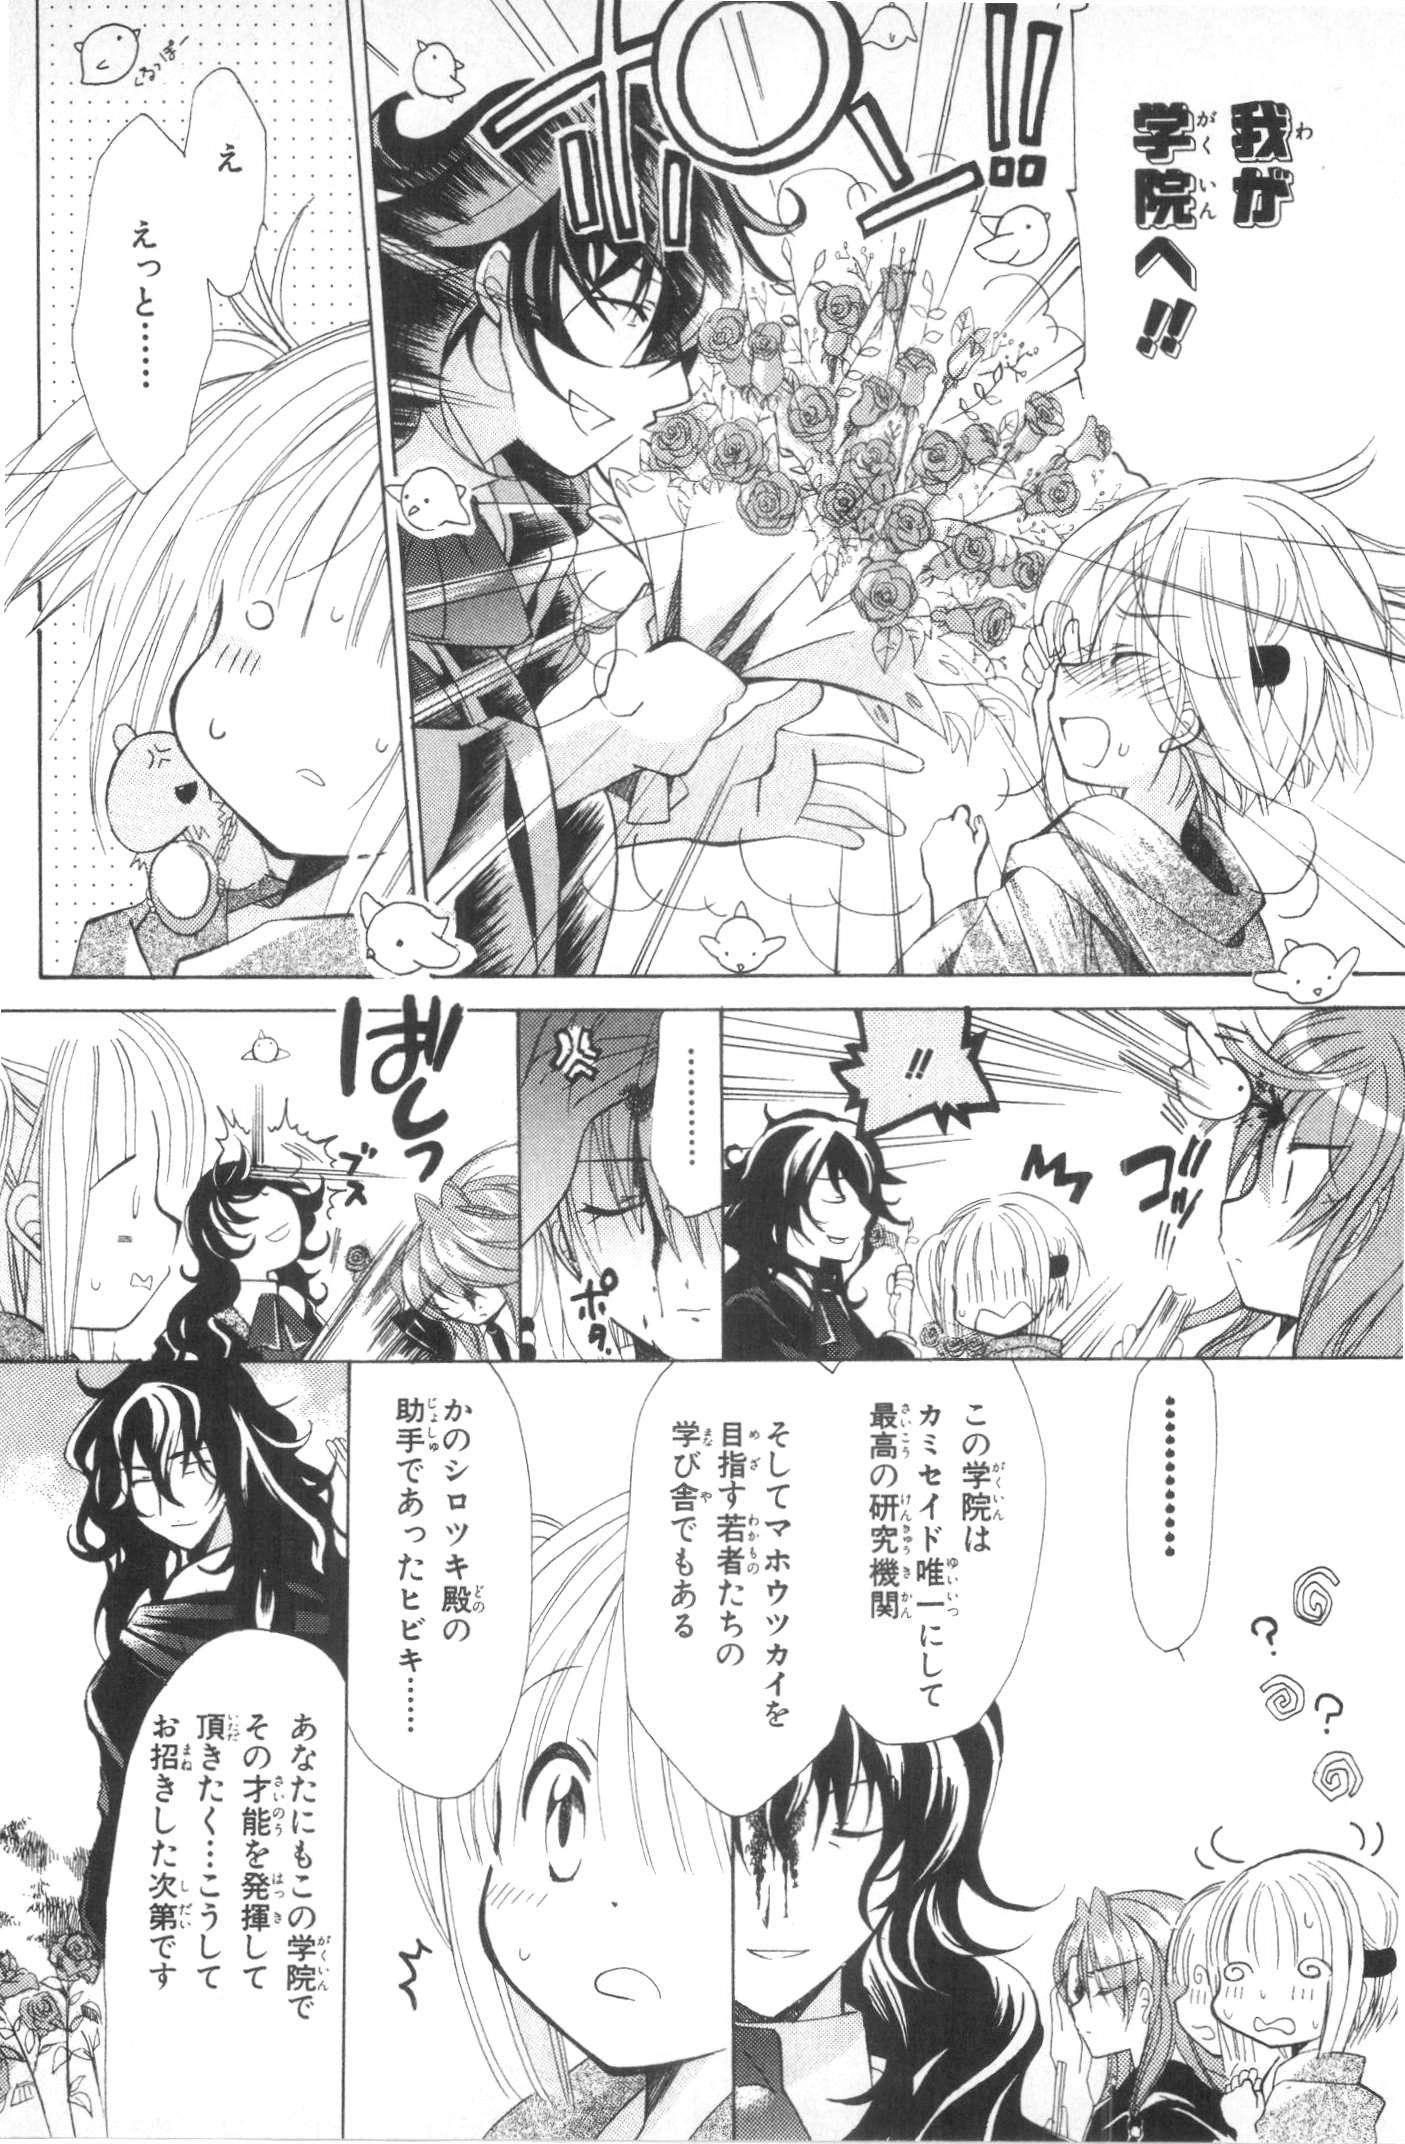 我が
学院へ!!
ポロッ!!
え
えっと……
くるっぽー
ゴッ!!
!!
…………
ポタ
ばしっ
ブス
…………
この学院は
カミセイド唯一にして
最高の研究機関
そしてマホウツカイを
目指す若者たちの
学び舎でもある
かのシロツキ殿の
助手であったヒビキ……
あなたにもこの学院で
その才能を発揮して
頂きたく…こうして
お招きした次第です
?
?